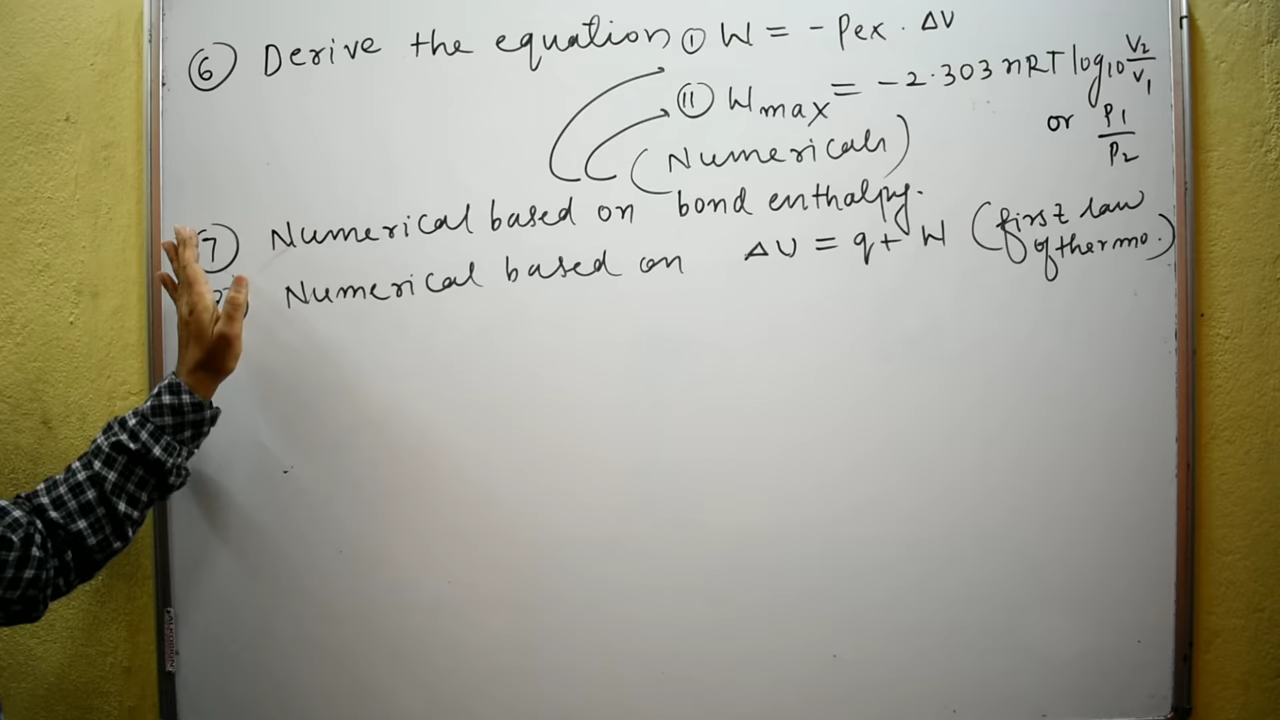 ⑥ Derive the equation ① W = - Pex . ΔV
⑪ Wmax = - 2.303 nRT log10 V2/V1
or P1/P2
(Numericals)
⑦ Numerical based on bond enthalpy.
Numerical based on ΔU = q + W (first law of thermo.)